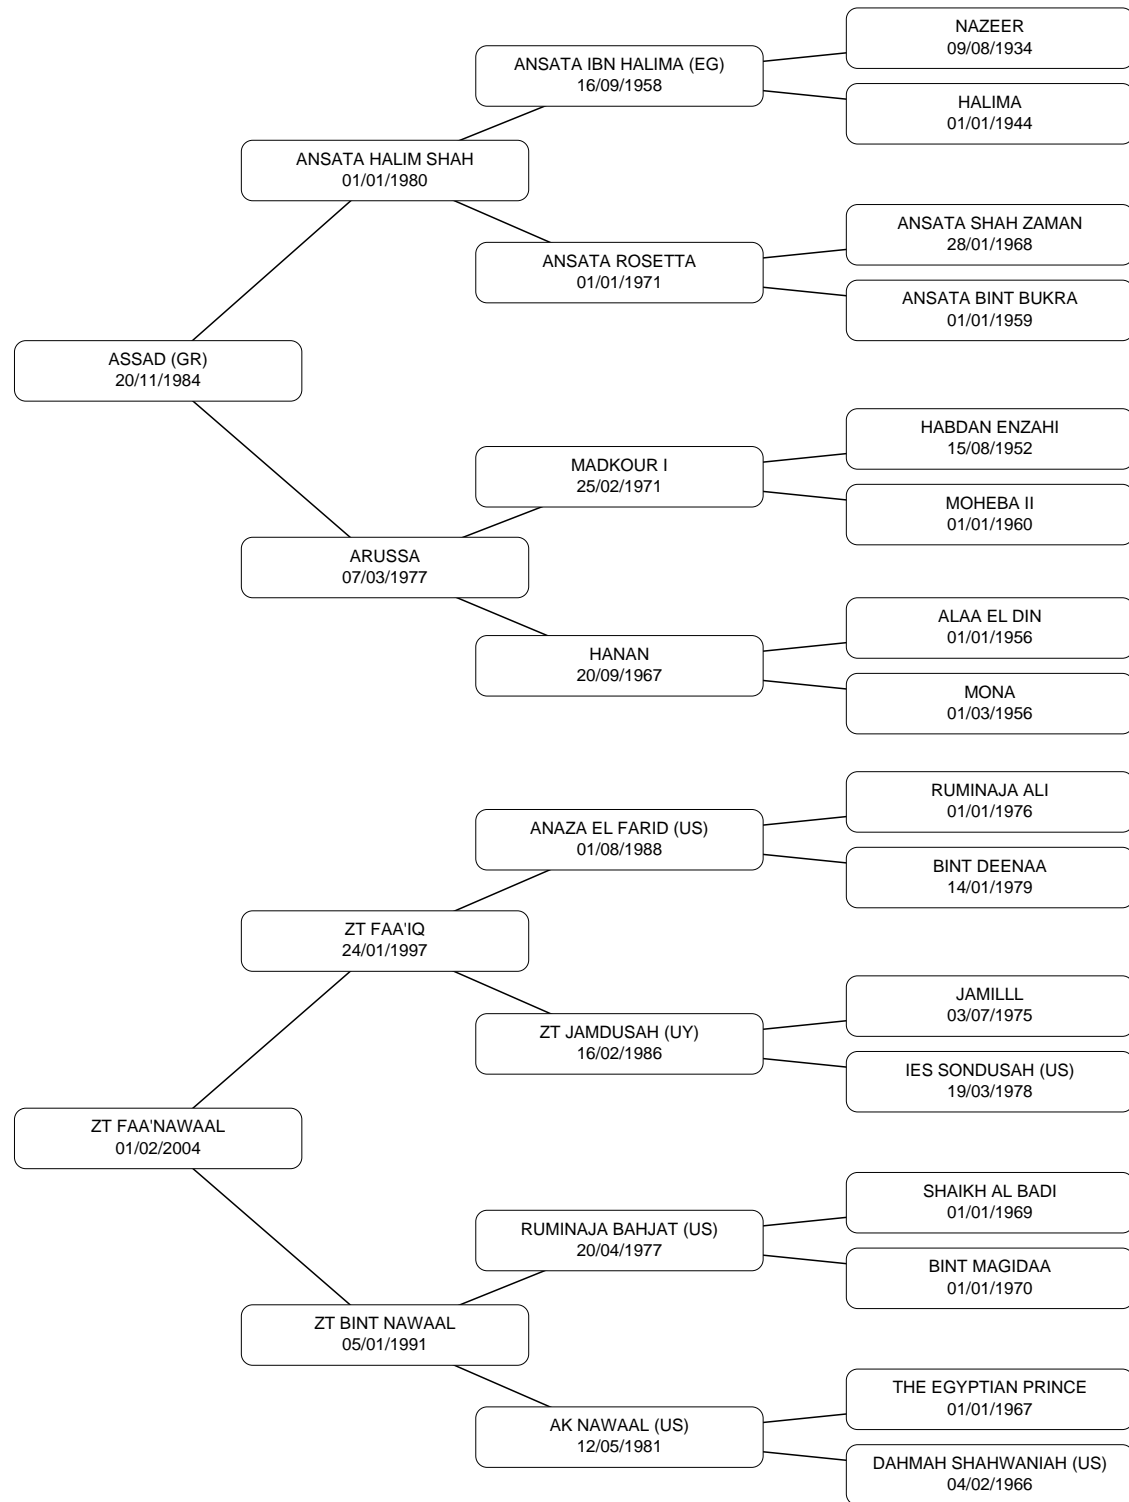 NAZEER
09/08/1934
ANSATA IBN HALIMA (EG)
16/09/1958
HALIMA
01/01/1944
ANSATA HALIM SHAH
01/01/1980
ANSATA SHAH ZAMAN
28/01/1968
ANSATA ROSETTA
01/01/1971
ANSATA BINT BUKRA
01/01/1959
ASSAD (GR)
20/11/1984
HABDAN ENZAHI
15/08/1952
MADKOUR I
25/02/1971
MOHEBA II
01/01/1960
ARUSSA
07/03/1977
ALAA EL DIN
01/01/1956
HANAN
20/09/1967
MONA
01/03/1956
RUMINAJA ALI
01/01/1976
ANAZA EL FARID (US)
01/08/1988
BINT DEENAA
14/01/1979
ZT FAA'IQ
24/01/1997
JAMILLL
03/07/1975
ZT JAMDUSAH (UY)
16/02/1986
IES SONDUSAH (US)
19/03/1978
ZT FAA'NAWAAL
01/02/2004
SHAIKH AL BADI
01/01/1969
RUMINAJA BAHJAT (US)
20/04/1977
BINT MAGIDAA
01/01/1970
ZT BINT NAWAAL
05/01/1991
THE EGYPTIAN PRINCE
01/01/1967
AK NAWAAL (US)
12/05/1981
DAHMAH SHAHWANIAH (US)
04/02/1966